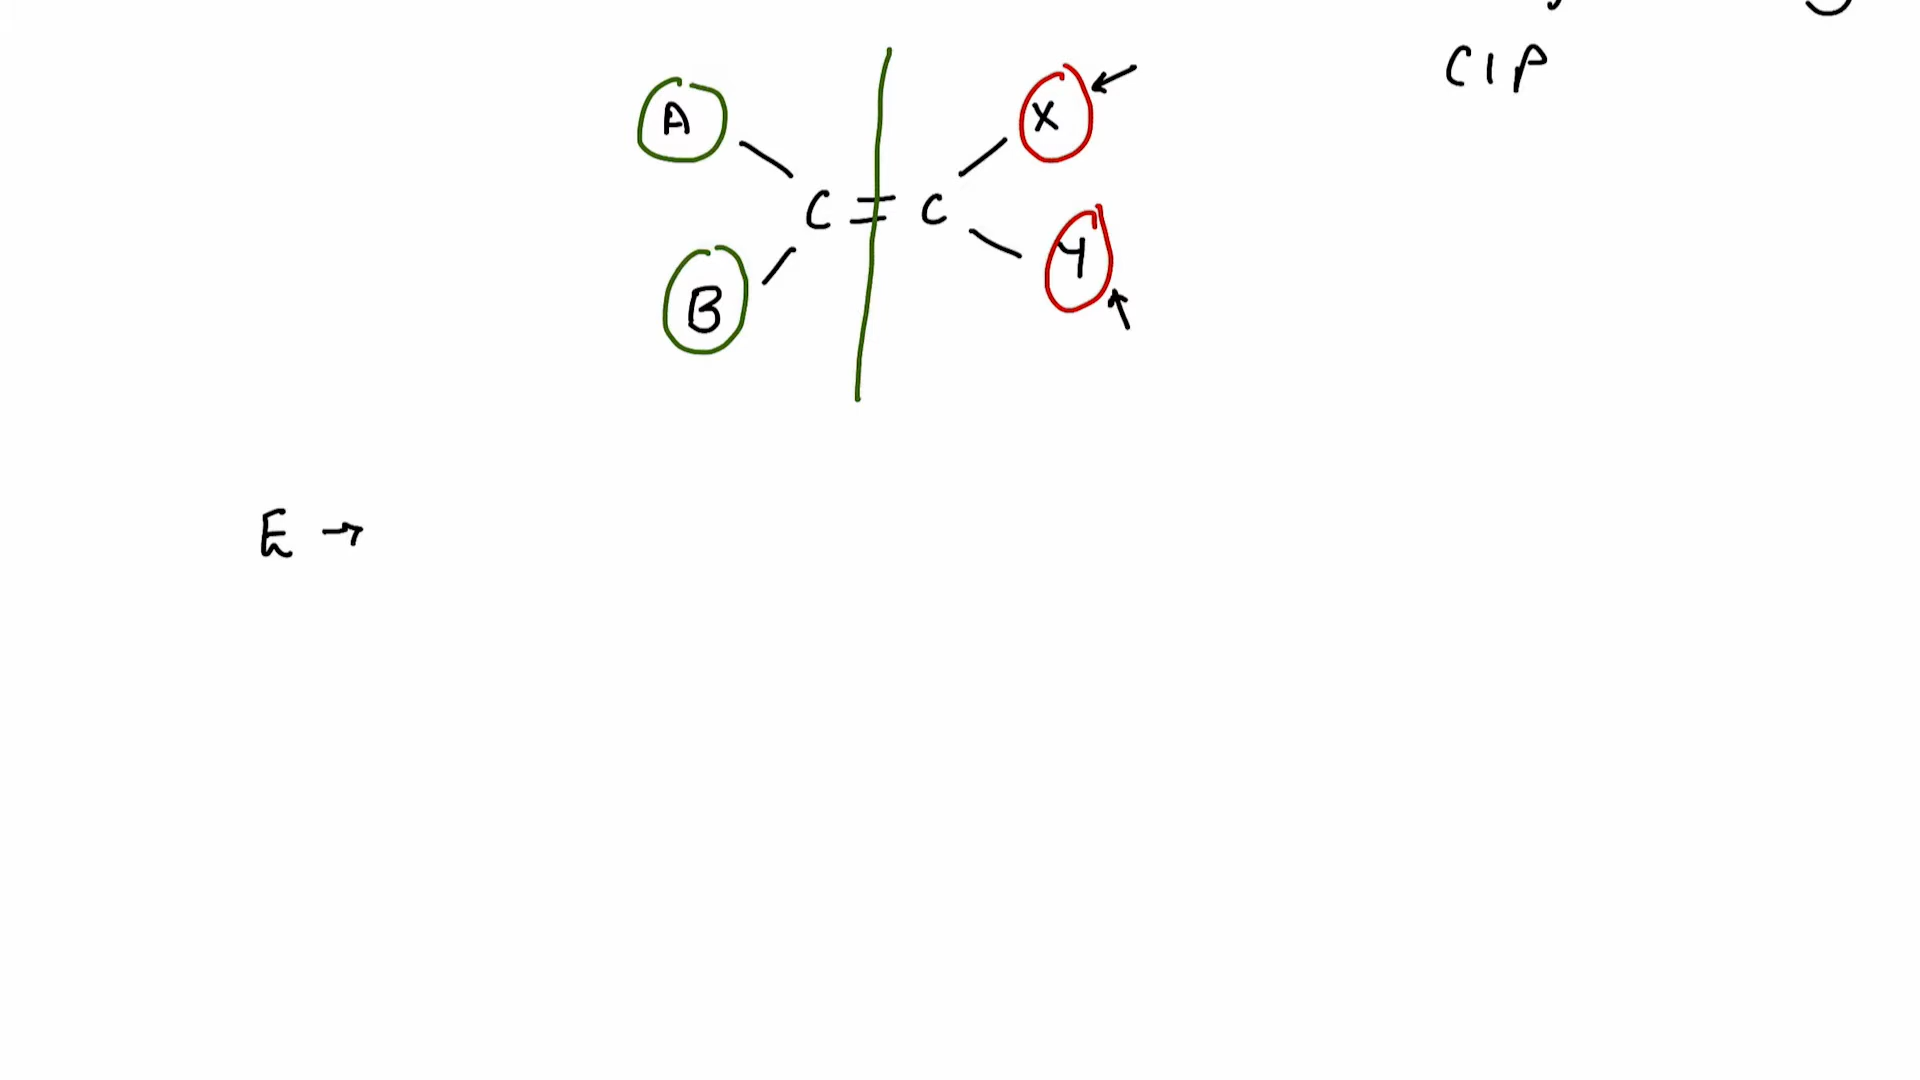 CIP
A X
C = C
B Y
E →